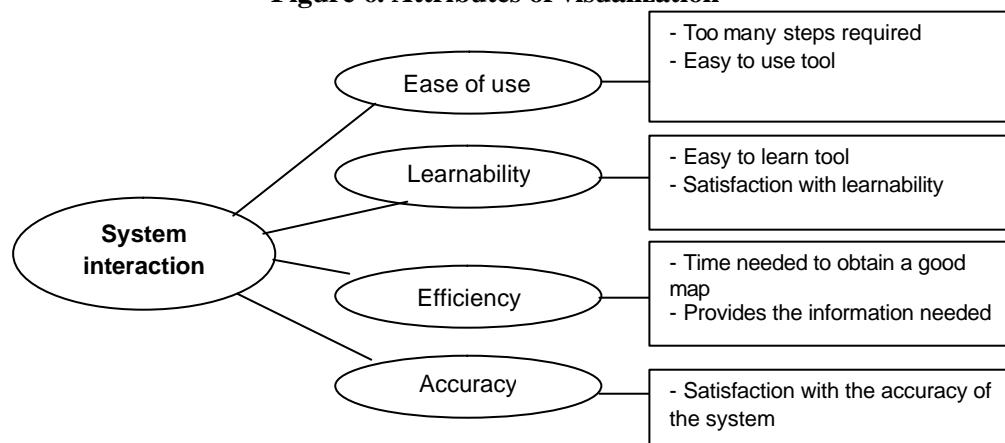 Figure 6. Attributes of visualization
- Too many steps required
- Easy to use tool
Ease of use
- Easy to learn tool
- Satisfaction with learnability
Learnability
System
interaction
- Time needed to obtain a good
map
- Provides the information needed
Efficiency
Accuracy
- Satisfaction with the accuracy of
the system